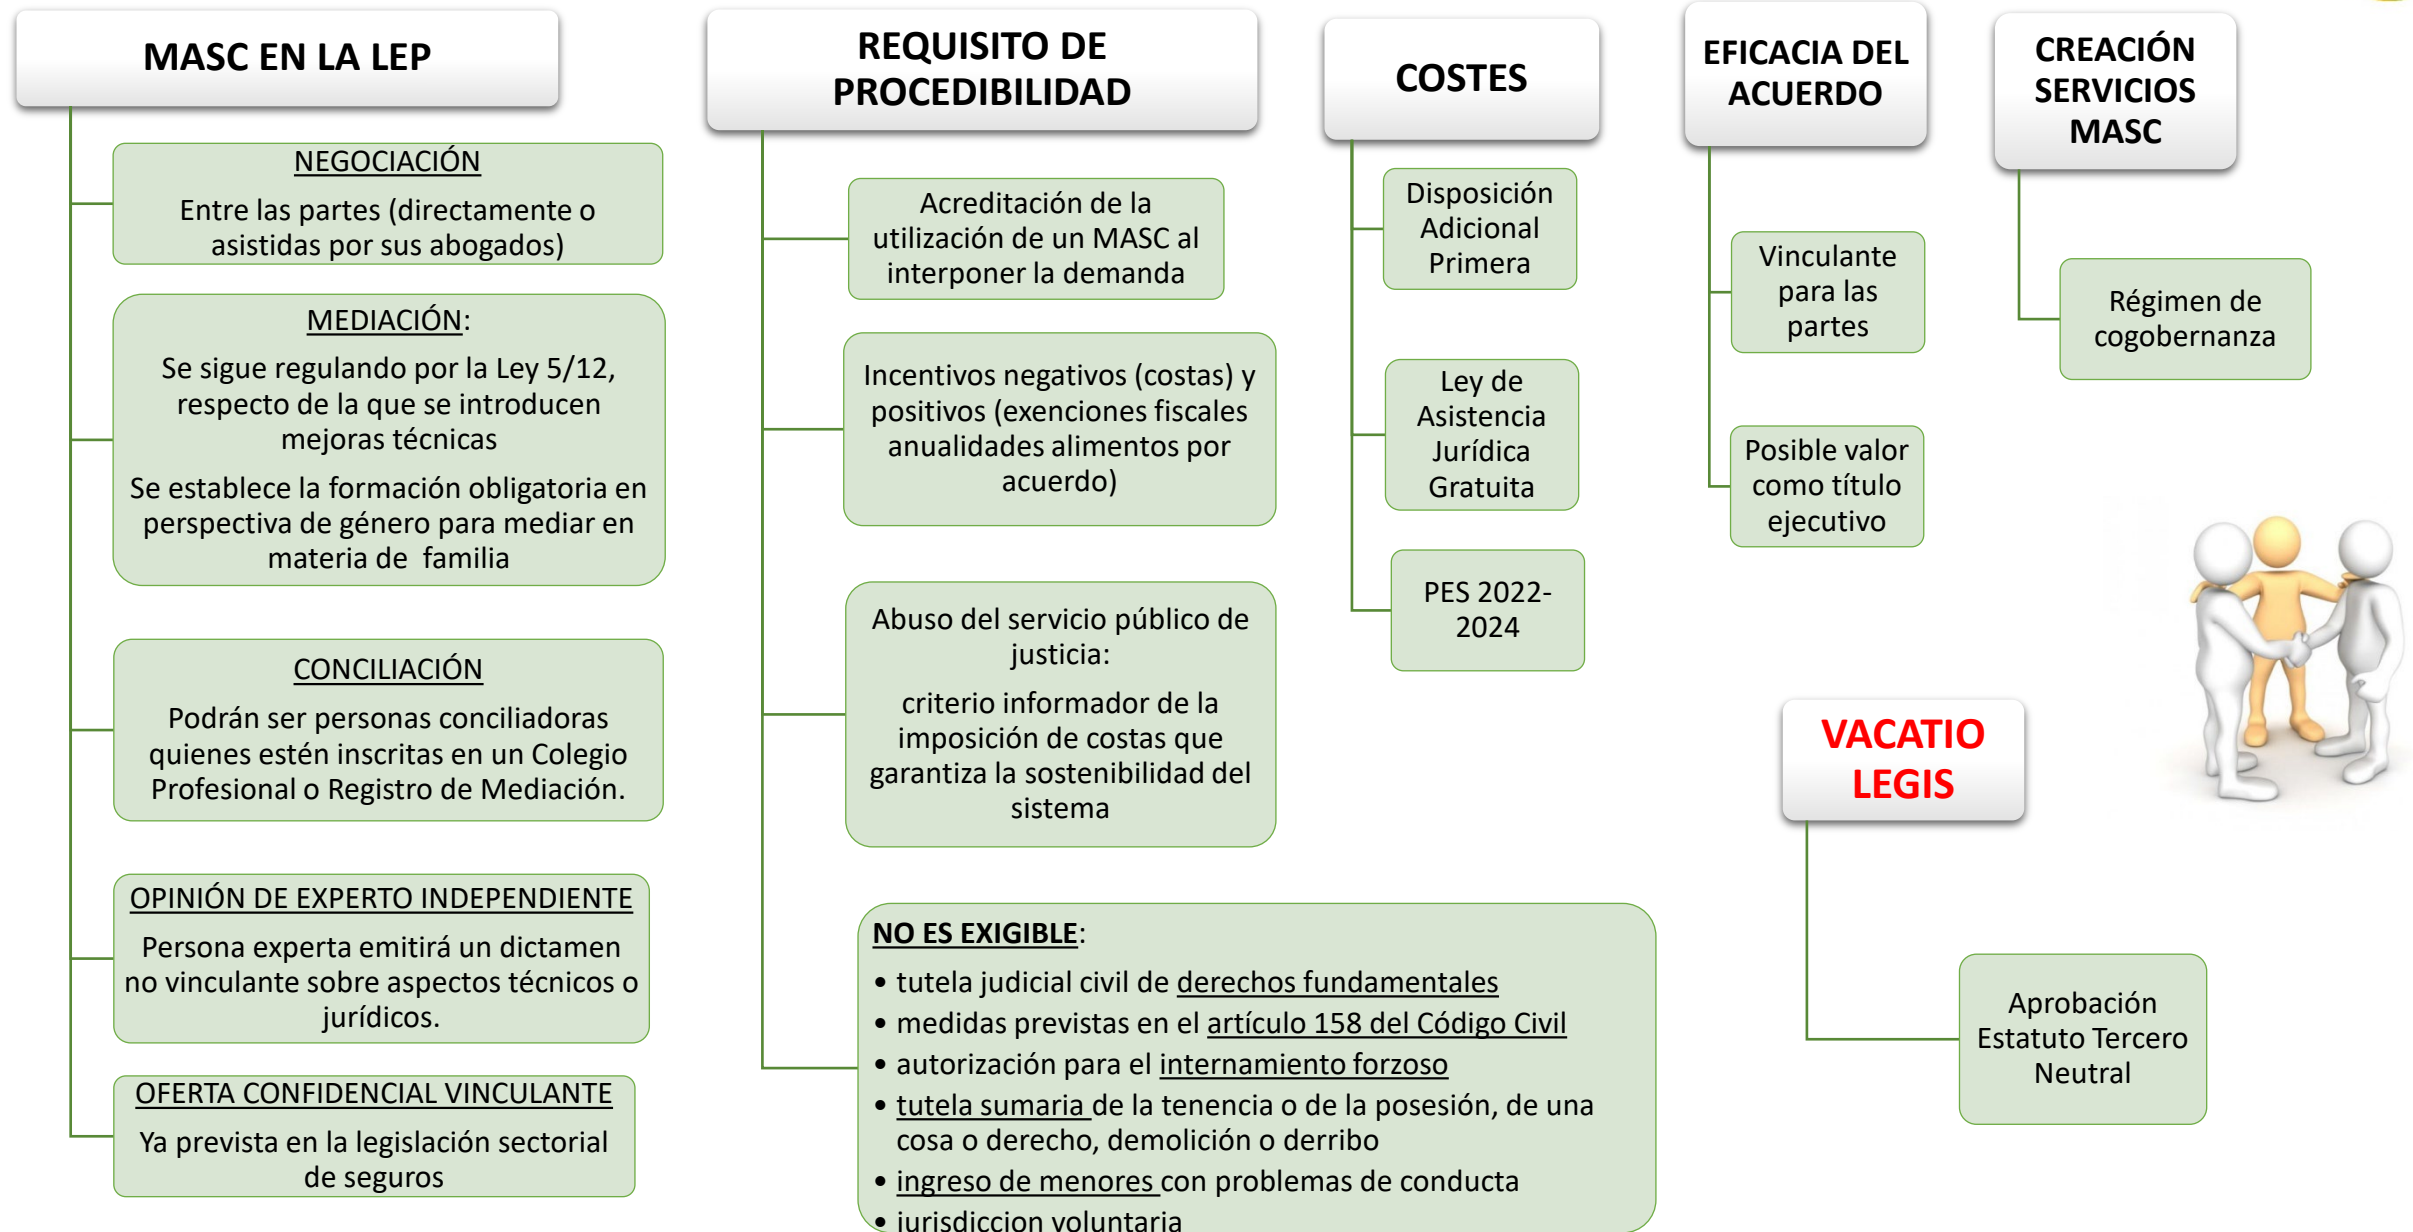 MASC EN LA LEP
NEGOCIACIÓN
Entre las partes (directamente o
asistidas por sus abogados)
MEDIACIÓN:
Se sigue regulando por la Ley 5/12,
respecto de la que se introducen
mejoras técnicas
Se establece la formación obligatoria en
perspectiva de género para mediar en
materia de familia
CONCILIACIÓN
Podrán ser personas conciliadoras
quienes estén inscritas en un Colegio
Profesional o Registro de Mediación.
OPINIÓN DE EXPERTO INDEPENDIENTE
Persona experta emitirá un dictamen
no vinculante sobre aspectos técnicos o
jurídicos.
OFERTA CONFIDENCIAL VINCULANTE
Ya prevista en la legislación sectorial
de seguros
REQUISITO DE
PROCEDIBILIDAD
Acreditación de la
utilización de un MASC al
interponer la demanda
Incentivos negativos (costas) y
positivos (exenciones fiscales
anualidades alimentos por
acuerdo)
Abuso del servicio público de
justicia:
criterio informador de la
imposición de costas que
garantiza la sostenibilidad del
sistema
NO ES EXIGIBLE:
• tutela judicial civil de derechos fundamentales
• medidas previstas en el artículo 158 del Código Civil
• autorización para el internamiento forzoso
• tutela sumaria de la tenencia o de la posesión, de una
cosa o derecho, demolición o derribo
• ingreso de menores con problemas de conducta
• jurisdiccion voluntaria
COSTES
Disposición
Adicional
Primera
Ley de
Asistencia
Jurídica
Gratuita
PES 2022-
2024
EFICACIA DEL
ACUERDO
Vinculante
para las
partes
Posible valor
como título
ejecutivo
CREACIÓN
SERVICIOS
MASC
Régimen de
cogobernanza
VACATIO
LEGIS
Aprobación
Estatuto Tercero
Neutral